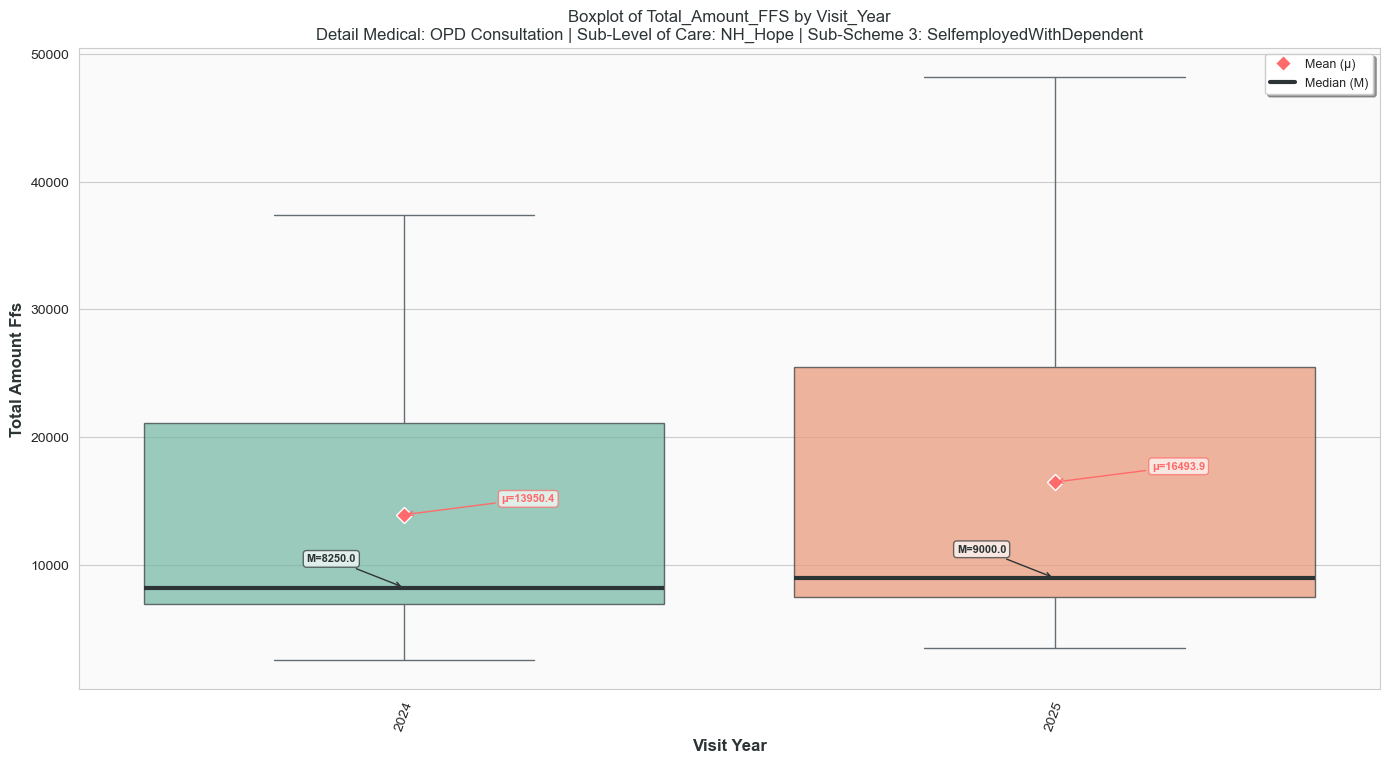 Boxplot of Total_Amount_FFS by Visit_Year
Detail Medical: OPD Consultation | Sub-Level of Care: NH_Hope | Sub-Scheme 3: SelfemployedWithDependent
Mean (μ)
Median (M)
Total Amount Ffs
50000
40000
30000
20000
10000
μ=13950.4
M=8250.0
μ=16493.9
M=9000.0
2024
2025
Visit Year